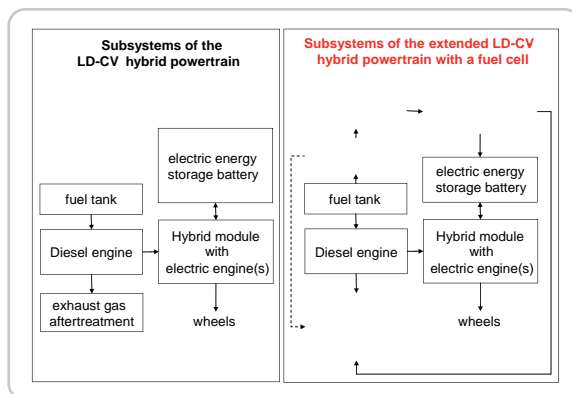 Subsystems of the
LD-CV hybrid powertrain
electric energy
storage battery
fuel tank
Diesel engine
Hybrid module
with
electric engine(s)
exhaust gas
aftertreatment
wheels
Subsystems of the extended LD-CV
hybrid powertrain with a fuel cell
electric energy
storage battery
fuel tank
Diesel engine
Hybrid module
with
electric engine(s)
wheels